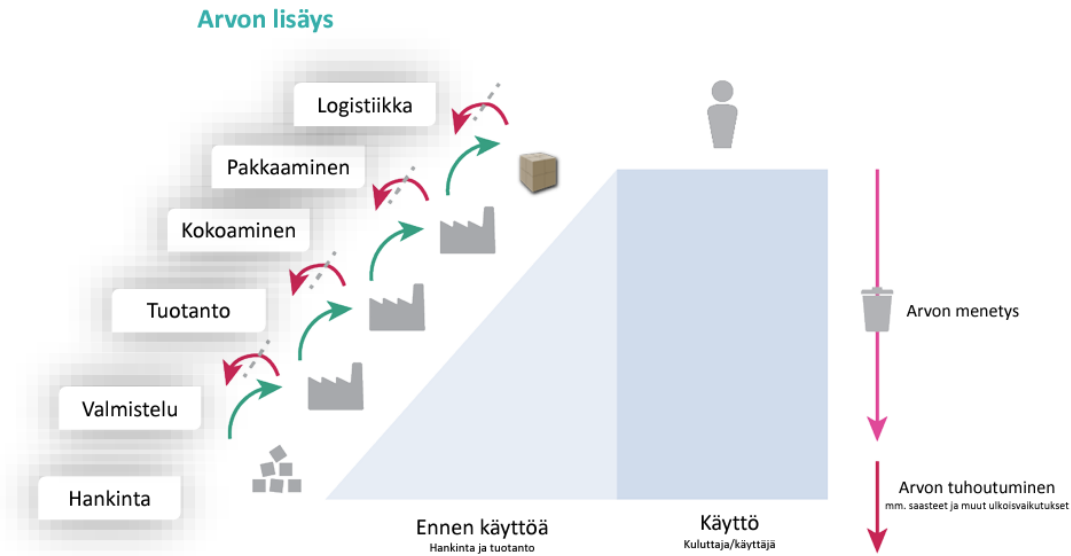 Arvon lisäys
Logistiikka
Pakkaaminen
Kokoaminen
Tuotanto
Valmistelu
Hankinta
Ennen käyttöä
Hankinta ja tuotanto
Käyttö
Kuluttaja/käyttäjä
Arvon menetys
Arvon tuhoutuminen
mm. saasteet ja muut ulkoisvaikutukset